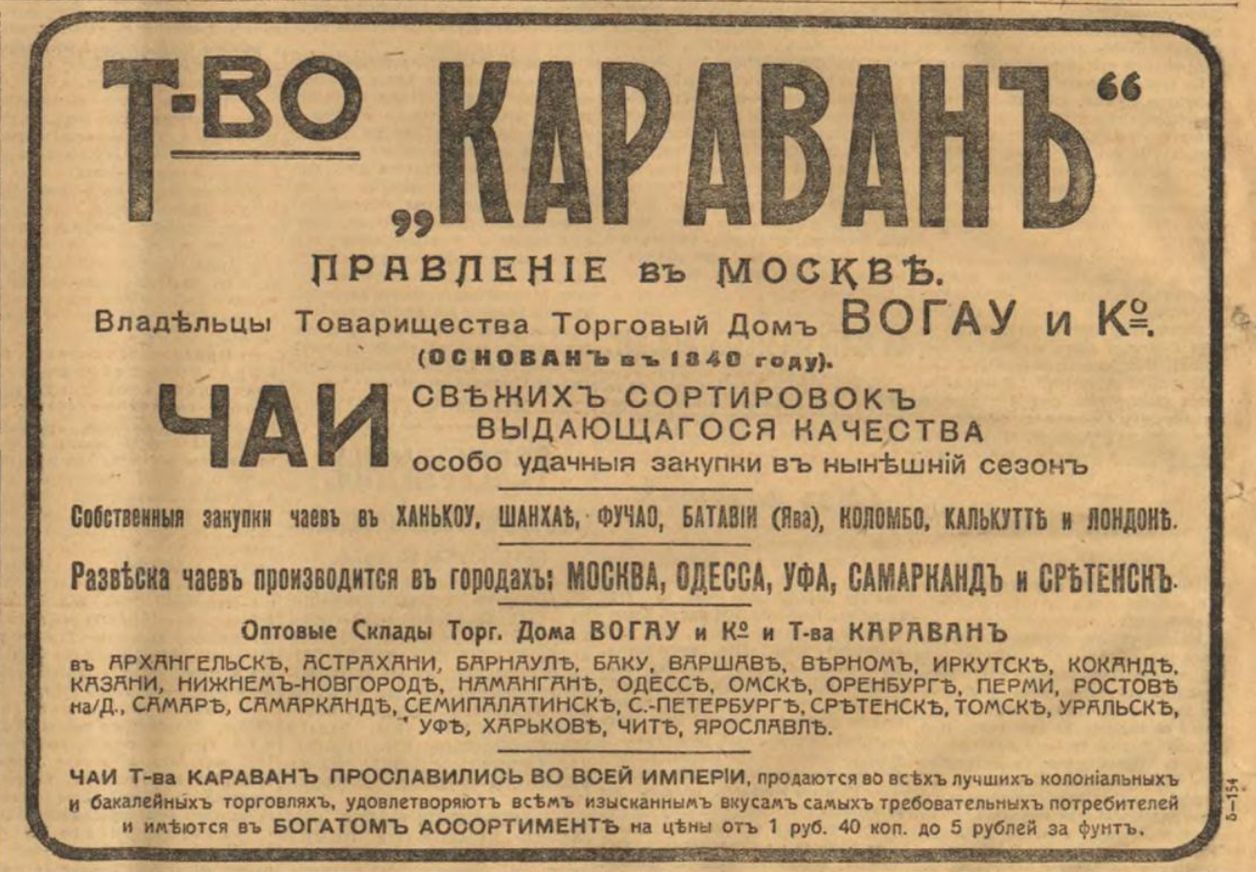 Т-ВО „КАРАВАНЪ“
ПРАВЛЕНІЕ въ МОСКВѢ.
Владѣльцы Товарищества Торговый Домъ ВОГАУ и Кº.
(ОСНОВАНЪ въ 1840 году).
ЧАИ СВѢЖИХЪ СОРТИРОВОКЪ
ВЫДАЮЩАГОСЯ КАЧЕСТВА
особо удачныя закупки въ нынѣшній сезонъ
Собственныя закупки чаевъ въ ХАНЬКОУ, ШАНХАѢ, ФУЧАО, БАТАВІИ (Ява), КОЛОМБО, КАЛЬКУТТѢ и ЛОНДОНѢ.
Развѣска чаевъ производится въ городахъ: МОСКВА, ОДЕССА, УФА, САМАРКАНДЪ и СРѢТЕНСКЪ.
Оптовые Склады Торг. Дома ВОГАУ и Кº и Т-ва КАРАВАНЪ
въ АРХАНГЕЛЬСКѢ, АСТРАХАНИ, БАРНАУЛѢ, БАКУ, ВАРШАВѢ, ВѢРНОМЪ, ИРКУТСКѢ, КОКАНДѢ,
КАЗАНИ, НИЖНЕМЪ-НОВГОРОДѢ, НАМАНГАНѢ, ОДЕССѢ, ОМСКѢ, ОРЕНБУРГѢ, ПЕРМИ, РОСТОВѢ
на/Д., САМАРѢ, САМАРКАНДѢ, СЕМИПАЛАТИНСКѢ, С.-ПЕТЕРБУРГѢ, СРѢТЕНСКѢ, ТОМСКѢ, УРАЛЬСКѢ,
УФѢ, ХАРЬКОВѢ, ЧИТѢ, ЯРОСЛАВЛѢ.
ЧАИ Т-ва КАРАВАНЪ ПРОСЛАВИЛИСЬ ВО ВСЕЙ ИМПЕРІИ, продаются во всѣхъ лучшихъ колоніальныхъ
и бакалейныхъ торговляхъ, удовлетворяютъ всѣмъ изысканнымъ вкусамъ самыхъ требовательныхъ потребителей
и имѣются въ БОГАТОМЪ АССОРТИМЕНТѢ на цѣны отъ 1 руб. 40 коп. до 5 рублей за фунтъ.
Б—154